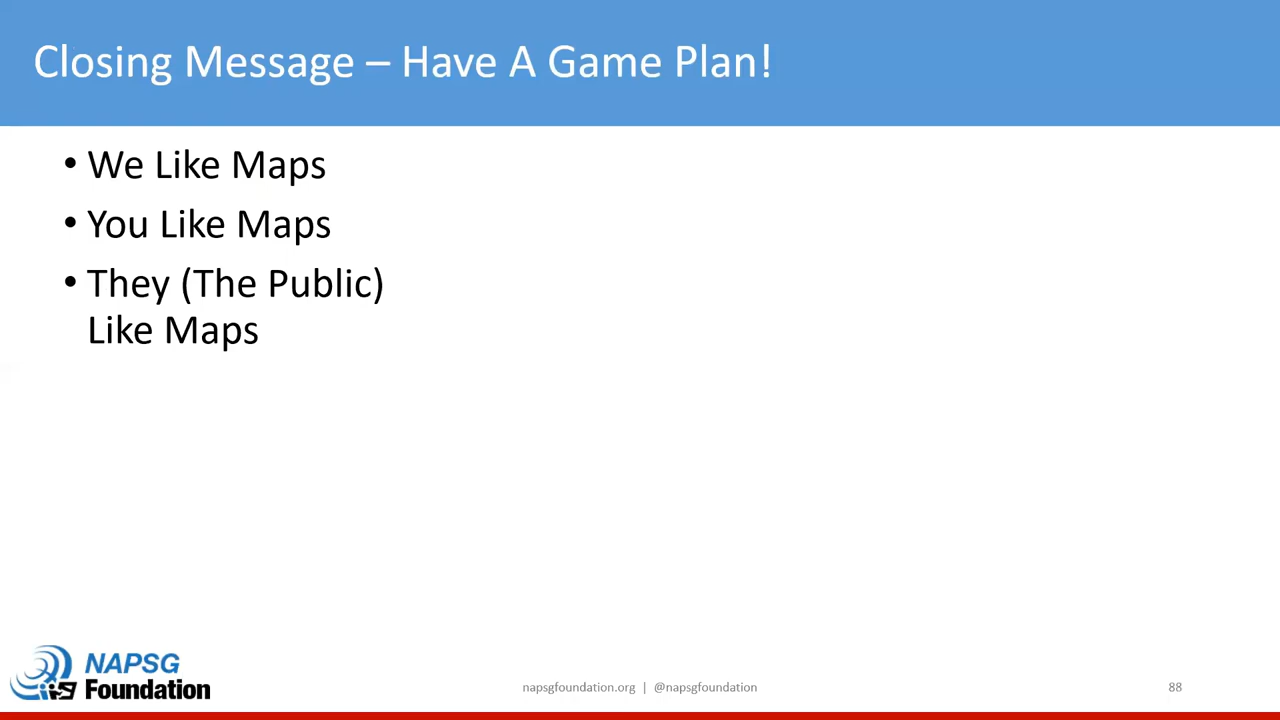 Closing Message – Have A Game Plan!
• We Like Maps
• You Like Maps
• They (The Public)
Like Maps
NAPSG
Foundation
napsgfoundation.org | @napsgfoundation
88